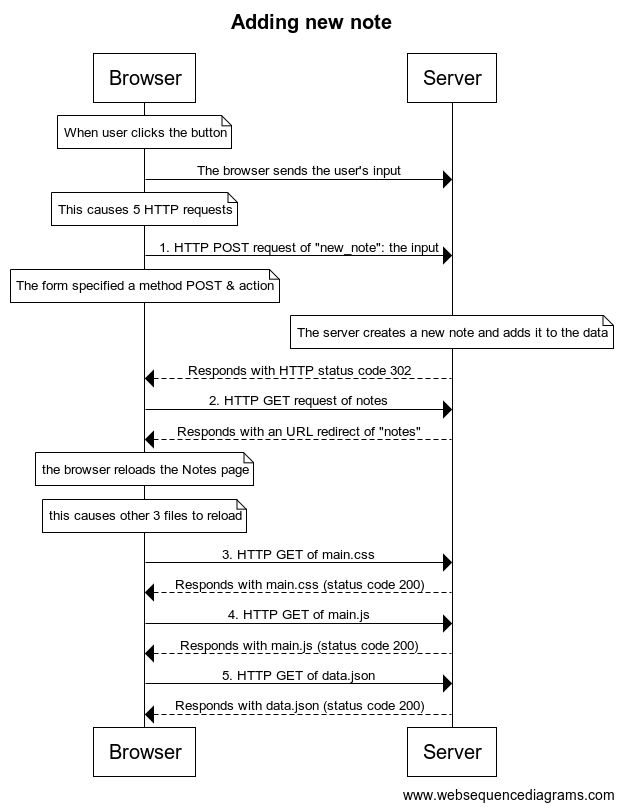 Adding new note
Browser
Server
When user clicks the button
The browser sends the user's input
This causes 5 HTTP requests
1. HTTP POST request of "new_note": the input
The form specified a method POST & action
The server creates a new note and adds it to the data
Responds with HTTP status code 302
2. HTTP GET request of notes
Responds with an URL redirect of "notes"
the browser reloads the Notes page
this causes other 3 files to reload
3. HTTP GET of main.css
Responds with main.css (status code 200)
4. HTTP GET of main.js
Responds with main.js (status code 200)
5. HTTP GET of data.json
Responds with data.json (status code 200)
Browser
Server
www.websequencediagrams.com